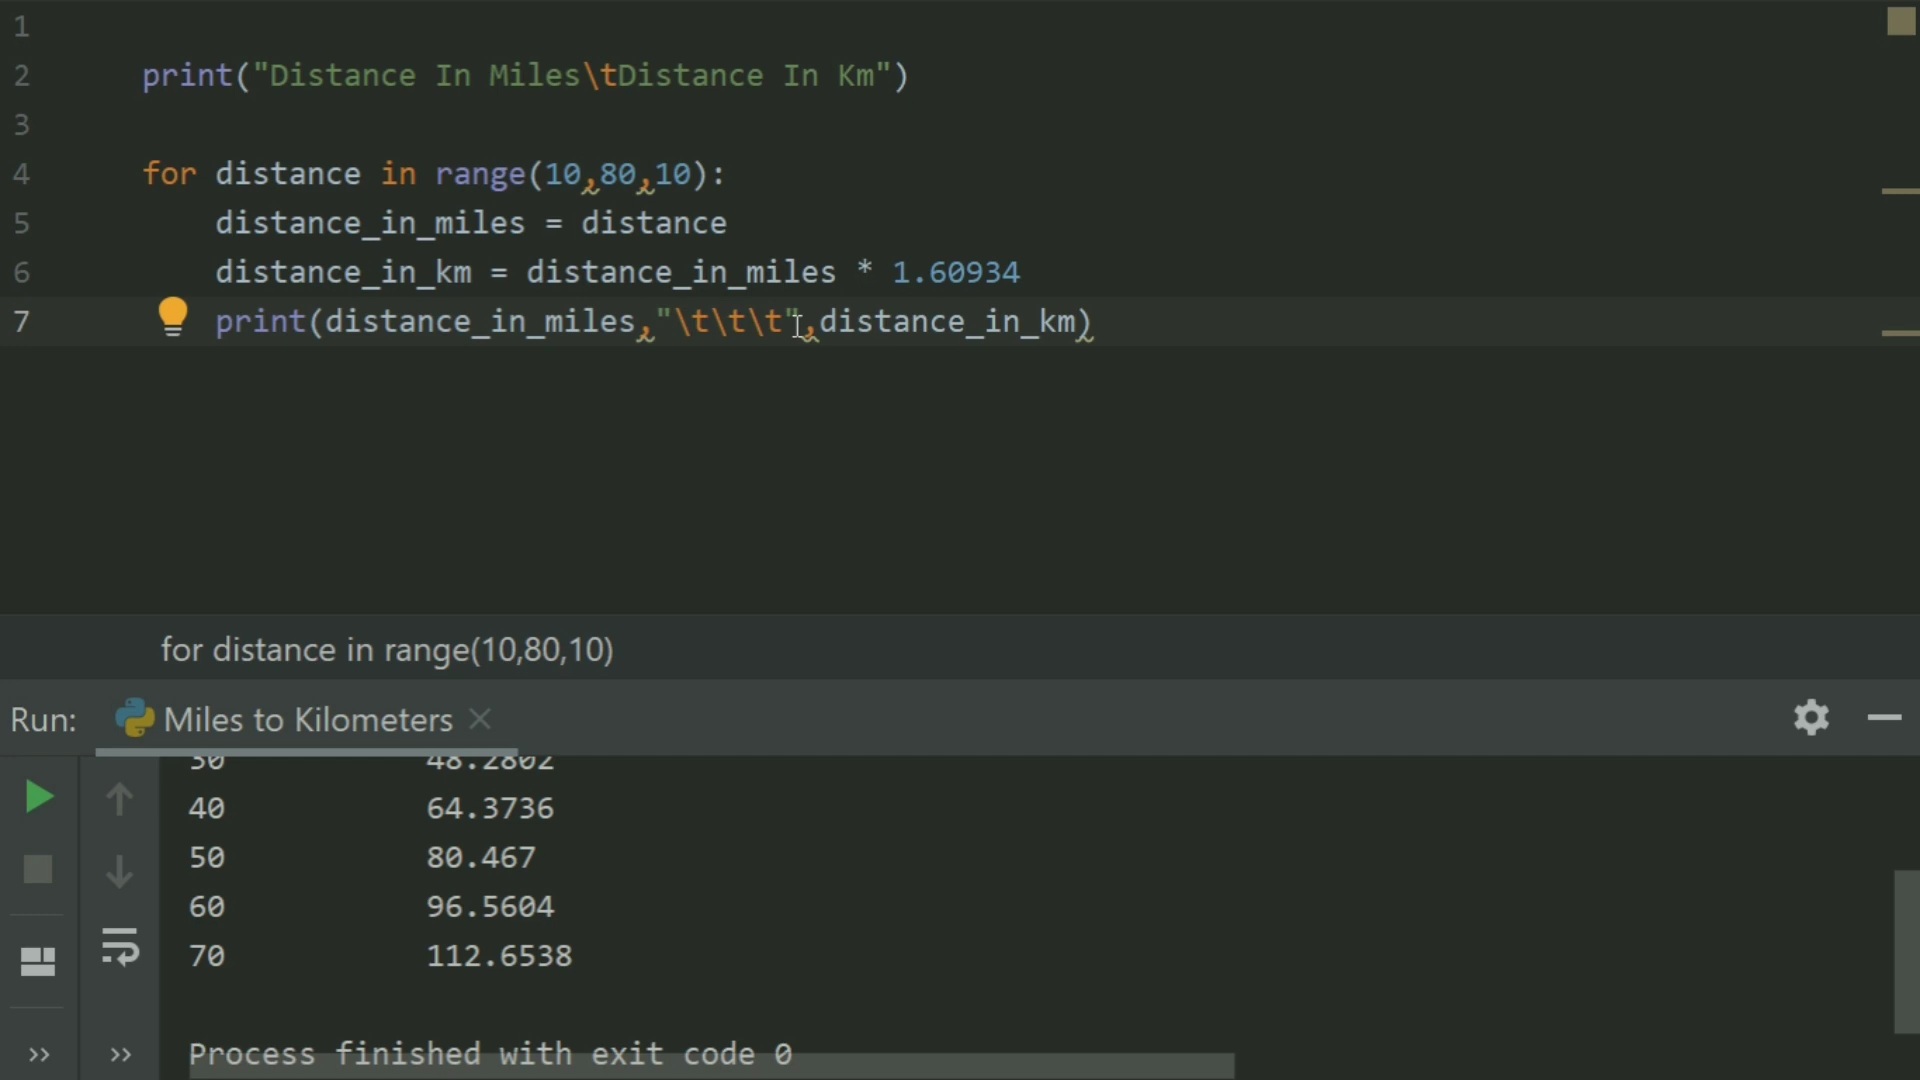 1
2 print("Distance In Miles\tDistance In Km")
3
4 for distance in range(10,80,10):
5 distance_in_miles = distance
6 distance_in_km = distance_in_miles * 1.60934
7 print(distance_in_miles,"\t\t\t",distance_in_km)
for distance in range(10,80,10)
Run: Miles to Kilometers
30 48.2802
40 64.3736
50 80.467
60 96.5604
70 112.6538
Process finished with exit code 0